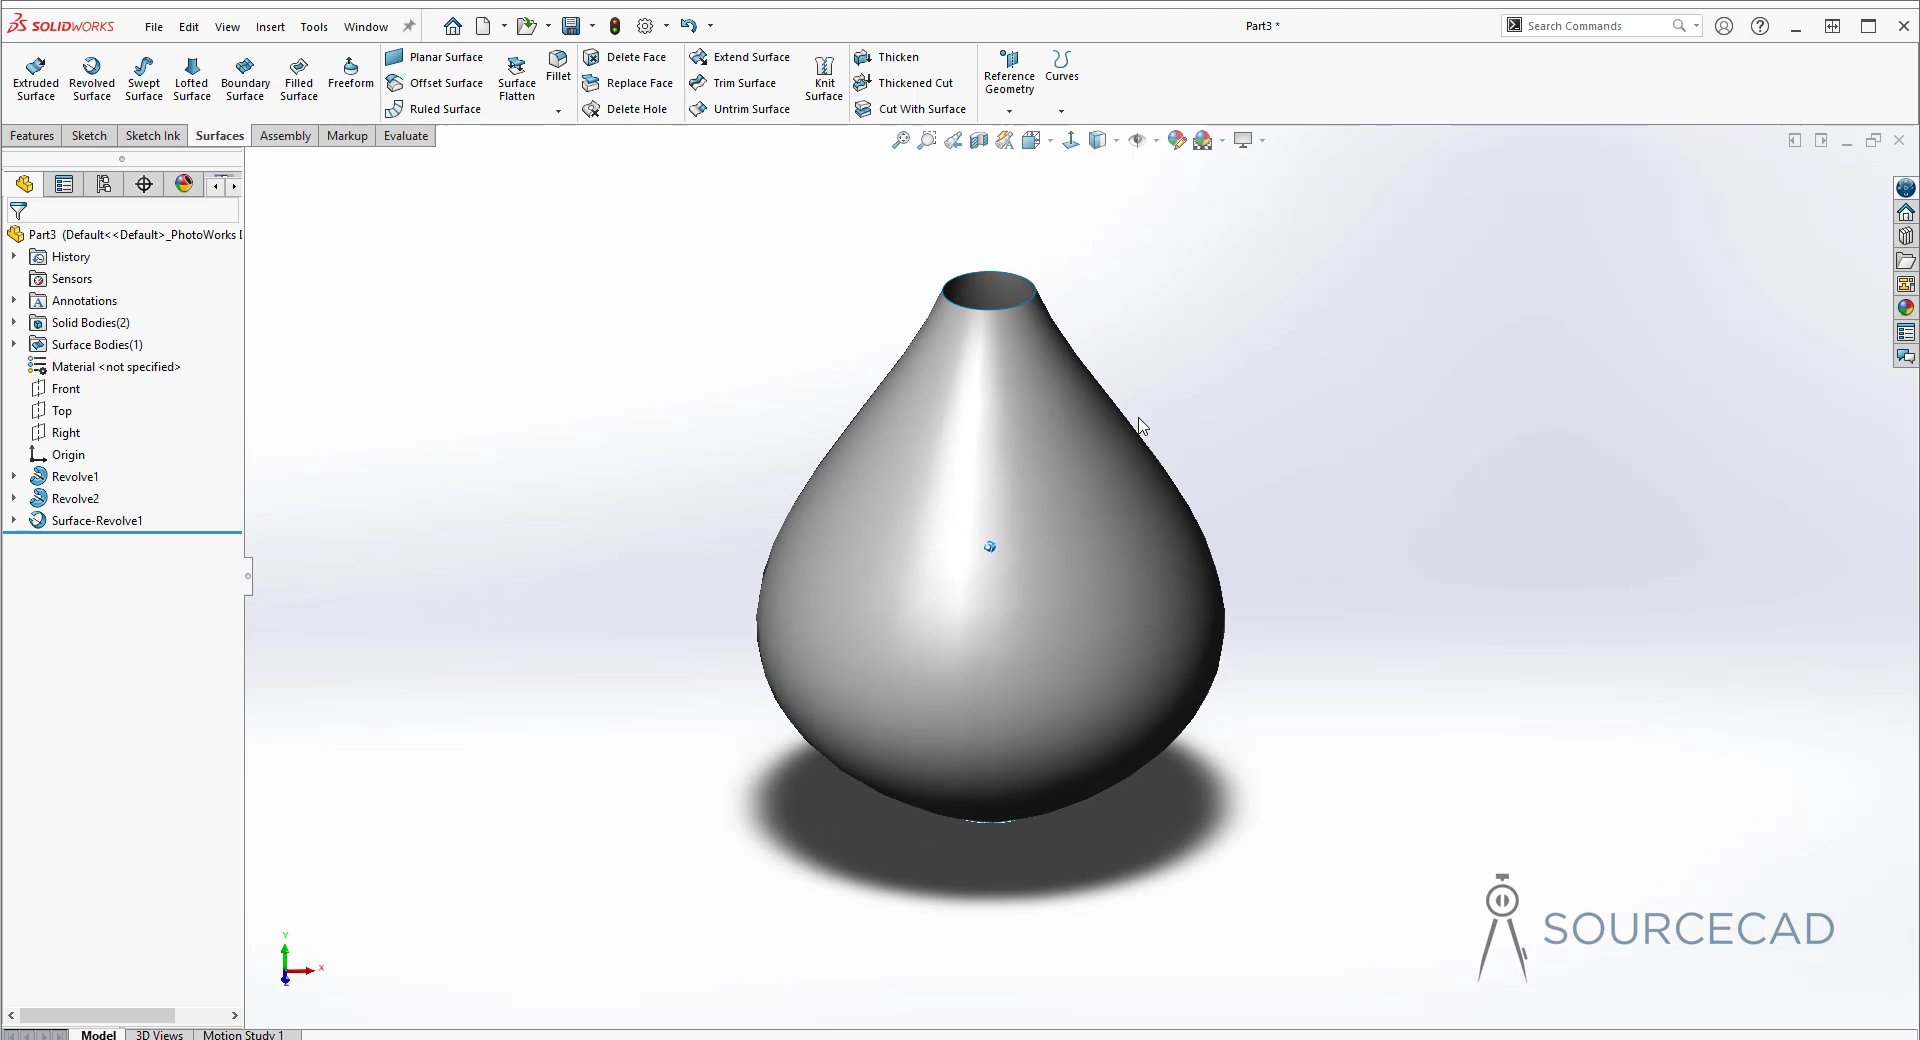 SOLIDWORKS File Edit View Insert Tools Window Part3 * Search Commands
Planar Surface Delete Face Extend Surface Thicken
Extruded Surface
Revolved Surface
Swept Surface
Lofted Surface
Boundary Surface
Filled Surface
Freeform
Offset Surface
Ruled Surface
Surface Flatten
Fillet
Replace Face
Delete Hole
Trim Surface
Untrim Surface
Knit Surface
Thickened Cut
Cut With Surface
Reference Geometry
Curves
Features Sketch Sketch Ink Surfaces Assembly Markup Evaluate
Part3 (Default<<Default>_PhotoWorks
History
Sensors
Annotations
Solid Bodies(2)
Surface Bodies(1)
Material <not specified>
Front
Top
Right
Origin
Revolve1
Revolve2
Surface-Revolve1
Y
X
Z
SOURCECAD
Model 3D Views Motion Study 1